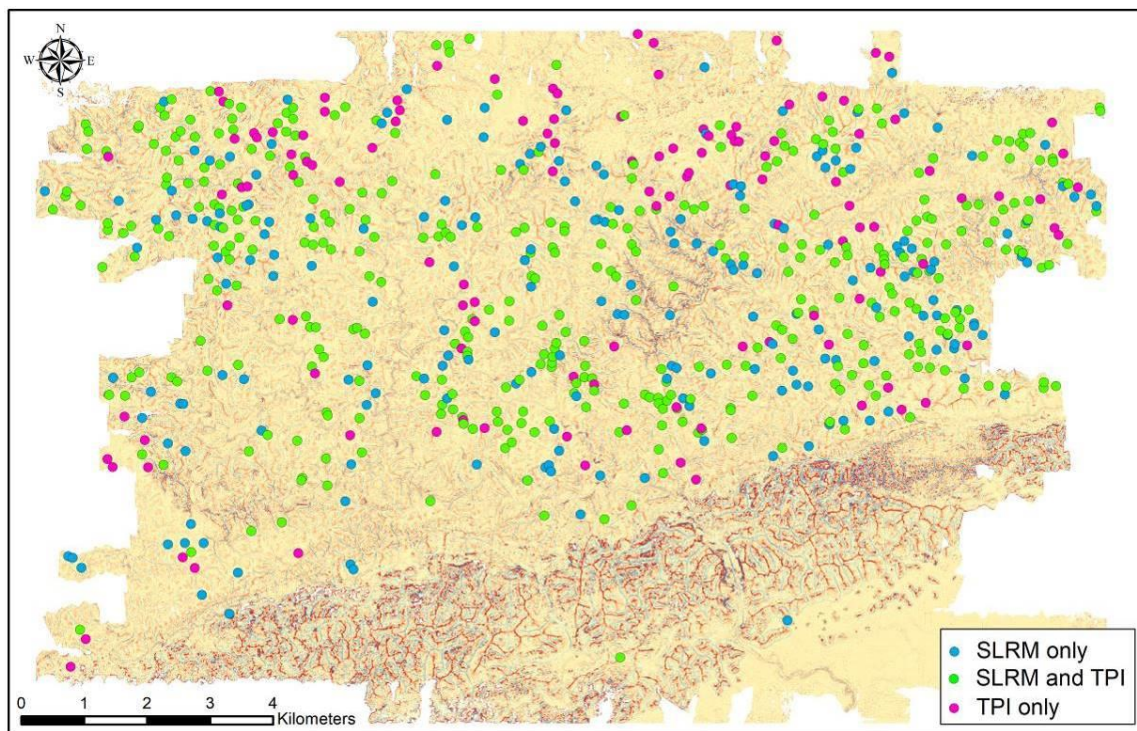 N
W E
S
SLRM only
SLRM and TPI
TPI only
0 1 2 3 4
Kilometers